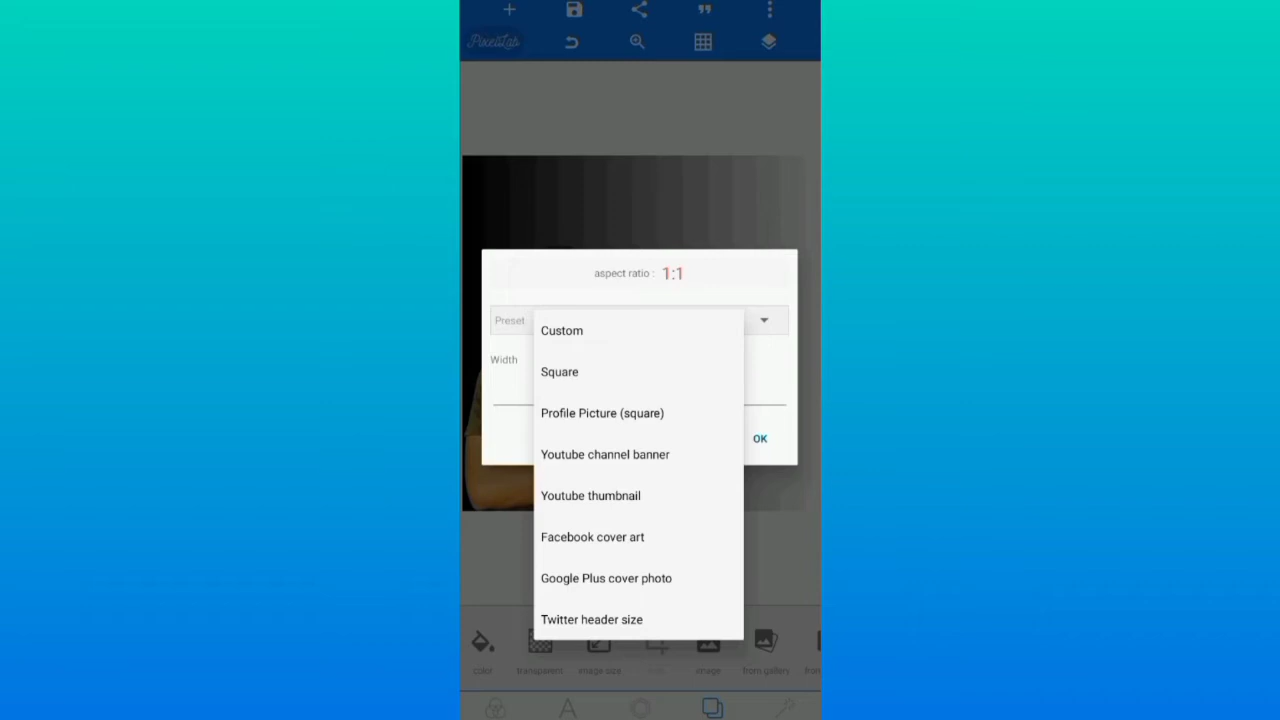 PixelLab
aspect ratio : 1:1
Preset
Custom
Width
Square
Profile Picture (square)
OK
Youtube channel banner
Youtube thumbnail
Facebook cover art
Google Plus cover photo
Twitter header size
color
transparent
image size
image
from gallery